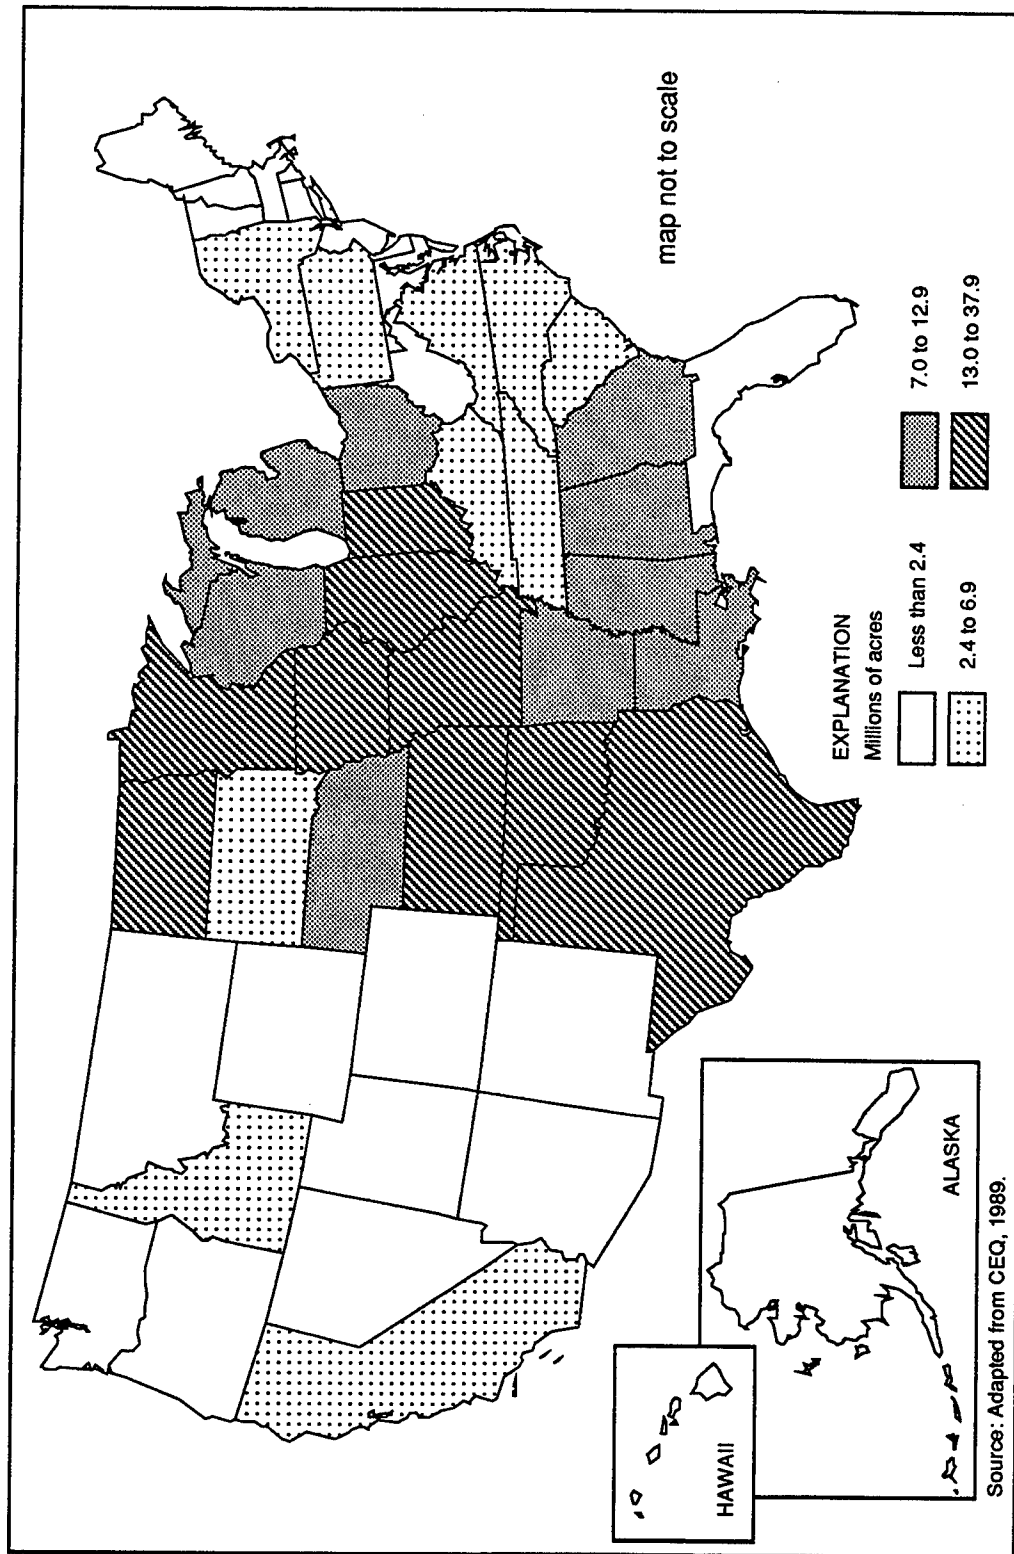 map not to scale
EXPLANATION
Millions of acres
Less than 2.4
7.0 to 12.9
2.4 to 6.9
13.0 to 37.9
HAWAII
ALASKA
Source: Adapted from CEQ, 1989.